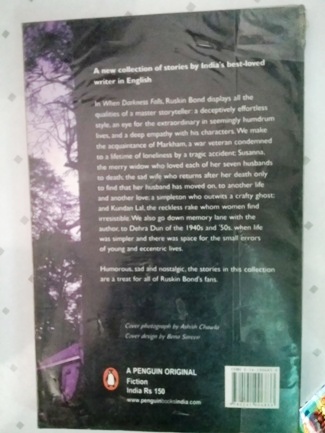 A new collection of stories by India's best-loved
writer in English
In When Darkness Falls, Ruskin Bond displays all the
qualities of a master storyteller: a deceptively effortless
style, an eye for the extraordinary in seemingly humdrum
lives, and a deep empathy with his characters. We make
the acquaintance of Markham, a war veteran condemned
to a lifetime of loneliness by a tragic accident; Susanna,
the merry widow who loved each of her seven husbands
to death; the sad wife who returns after her death only
to find that her husband has moved on, to another life
and another love; a simpleton who outwits a crafty ghost;
and Kundan Lal, the reckless rake whom women find
irresistible. We also go down memory lane with the
author, to Dehra Dun of the 1940s and '50s, when life
was simpler and there was space for the small errors
of young and eccentric lives.
Humorous, sad and nostalgic, the stories in this collection
are a treat for all of Ruskin Bond's fans.
Cover photograph by Ashish Chawla
Cover design by
A PENGUIN ORIGINAL
Fiction
India Rs 150
www.penguinbooksindia.com